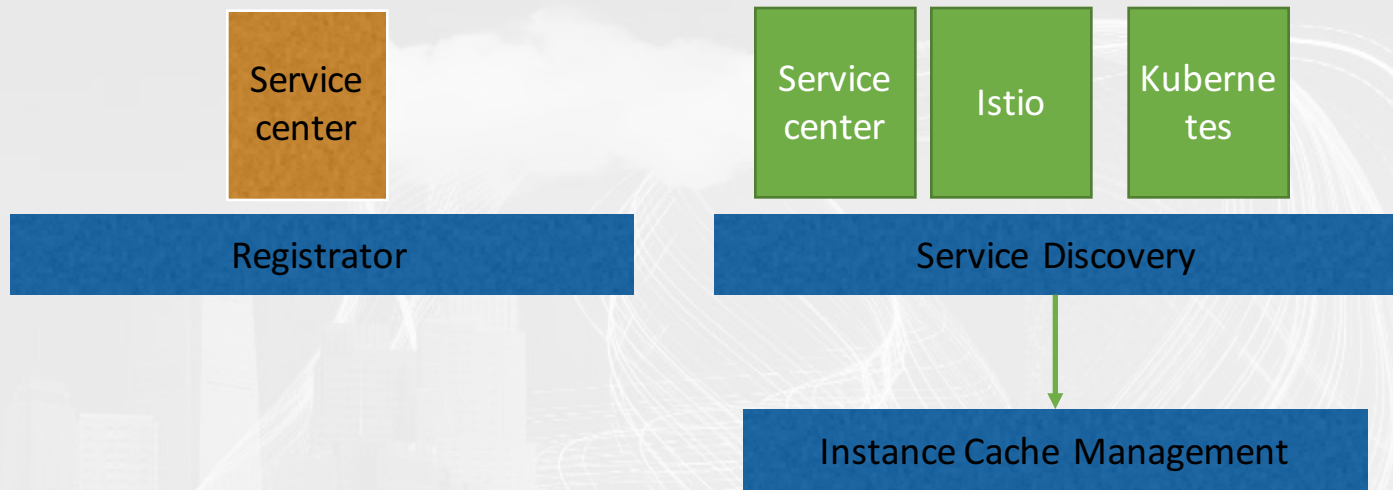 Service
center
Service
center
Istio
Kuberne
tes
Registrator
Service Discovery
Instance Cache Management